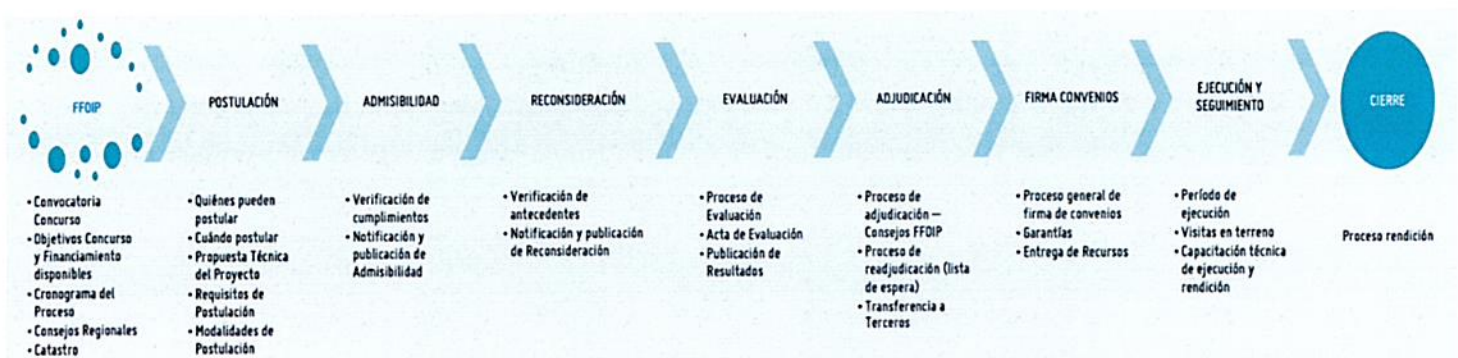 FFOIP
POSTULACIÓN
ADMISIBILIDAD
RECONSIDERACIÓN
EVALUACIÓN
ADJUDICACIÓN
FIRMA CONVENIOS
EJECUCIÓN Y
SEGUIMIENTO
CIERRE
• Convocatoria
Concurso
• Objetivos Concurso
y Financiamiento
disponibles
• Cronograma del
Proceso
• Consejos Regionales
• Catastro
• Quiénes pueden
postular
• Cuándo postular
• Propuesta Técnica
del Proyecto
• Requisitos de
Postulación
• Modalidades de
Postulación
• Verificación de
cumplimientos
• Notificación y
publicación de
Admisibilidad
• Verificación de
antecedentes
• Notificación y publicación
de Reconsideración
• Proceso de
Evaluación
• Acta de Evaluación
• Publicación de
Resultados
• Proceso de
adjudicación –
Consejos FFOIP
• Proceso de
readjudicación (lista
de espera)
• Transferencia a
Terceros
• Proceso general de
firma de convenios
• Garantías
• Entrega de Recursos
• Período de
ejecución
• Visitas en terreno
• Capacitación técnica
de ejecución y
rendición
Proceso rendición